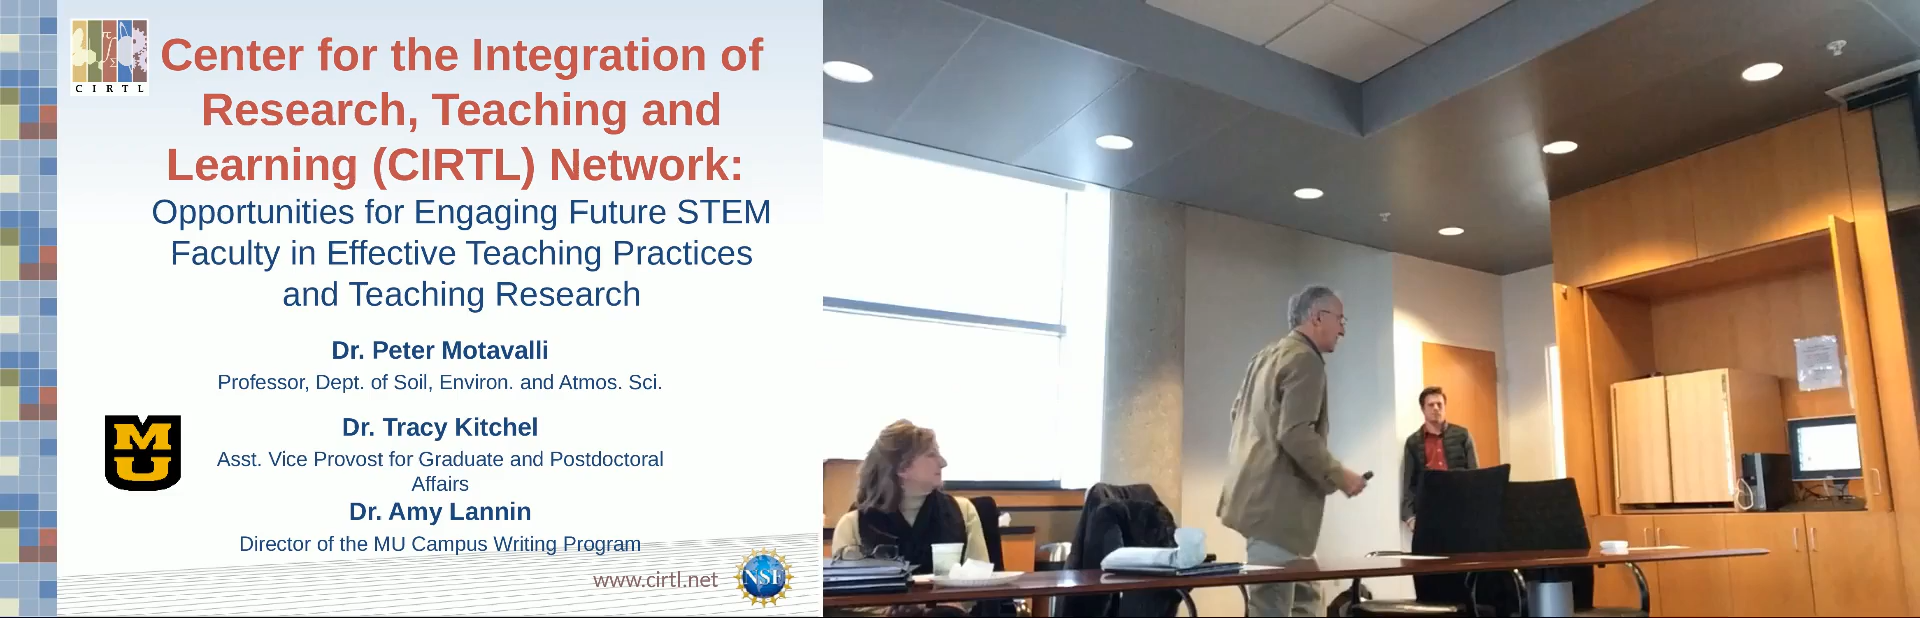 CIRTL
Center for the Integration of
Research, Teaching and
Learning (CIRTL) Network:
Opportunities for Engaging Future STEM
Faculty in Effective Teaching Practices
and Teaching Research
Dr. Peter Motavalli
Professor, Dept. of Soil, Environ. and Atmos. Sci.
Dr. Tracy Kitchel
Asst. Vice Provost for Graduate and Postdoctoral
Affairs
MU
Dr. Amy Lannin
Director of the MU Campus Writing Program
www.cirtl.net
NSF